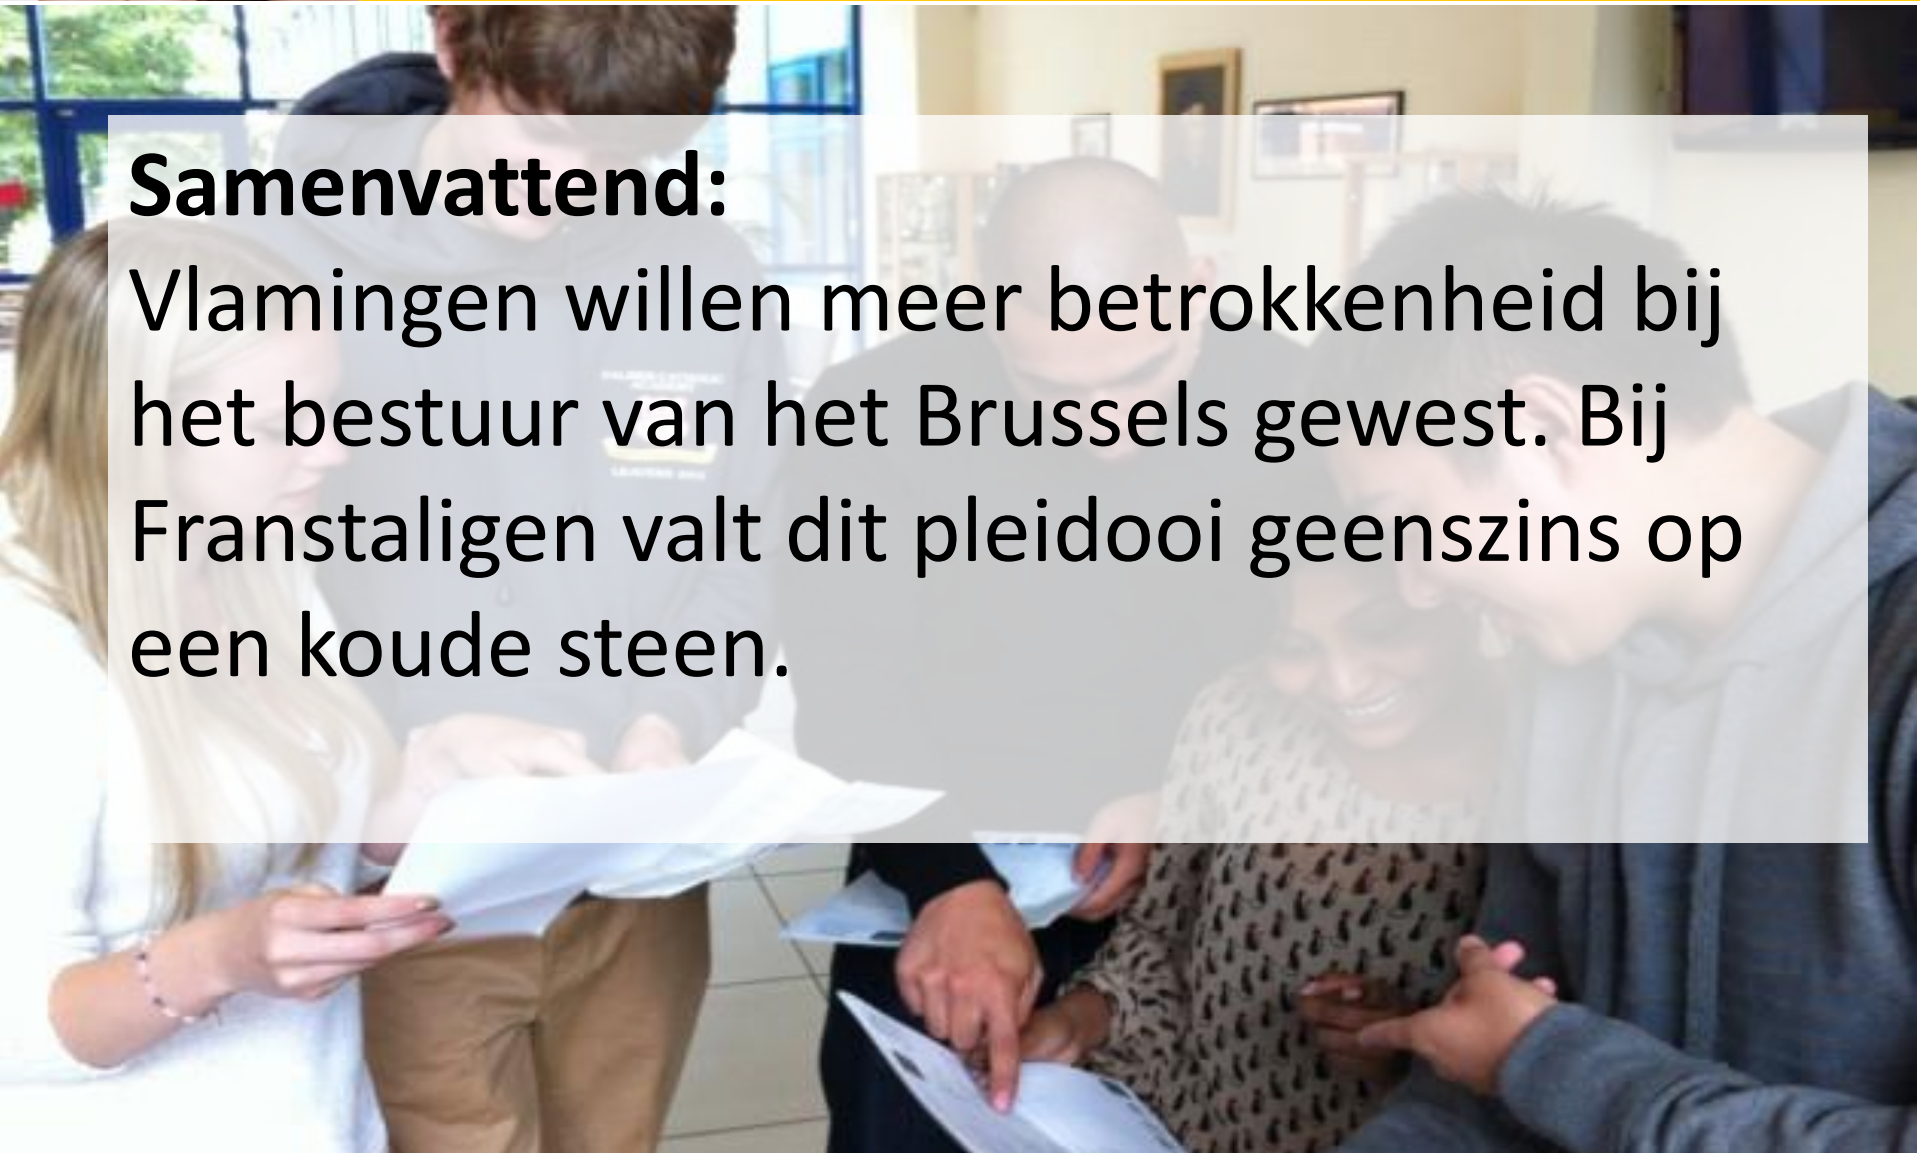 Samenvattend:
Vlamingen willen meer betrokkenheid bij
het bestuur van het Brussels gewest. Bij
Franstaligen valt dit pleidooi geenszins op
een koude steen.